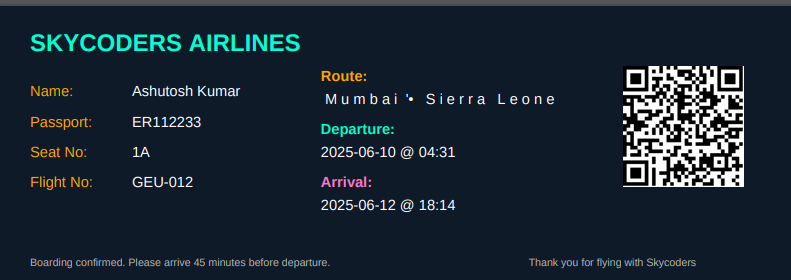 SKYCODERS AIRLINES
Name: Ashutosh Kumar
Passport: ER112233
Seat No: 1A
Flight No: GEU-012
Route:
Mumbai '• Sierra Leone
Departure:
2025-06-10 @ 04:31
Arrival:
2025-06-12 @ 18:14
Boarding confirmed. Please arrive 45 minutes before departure.
Thank you for flying with Skycoders